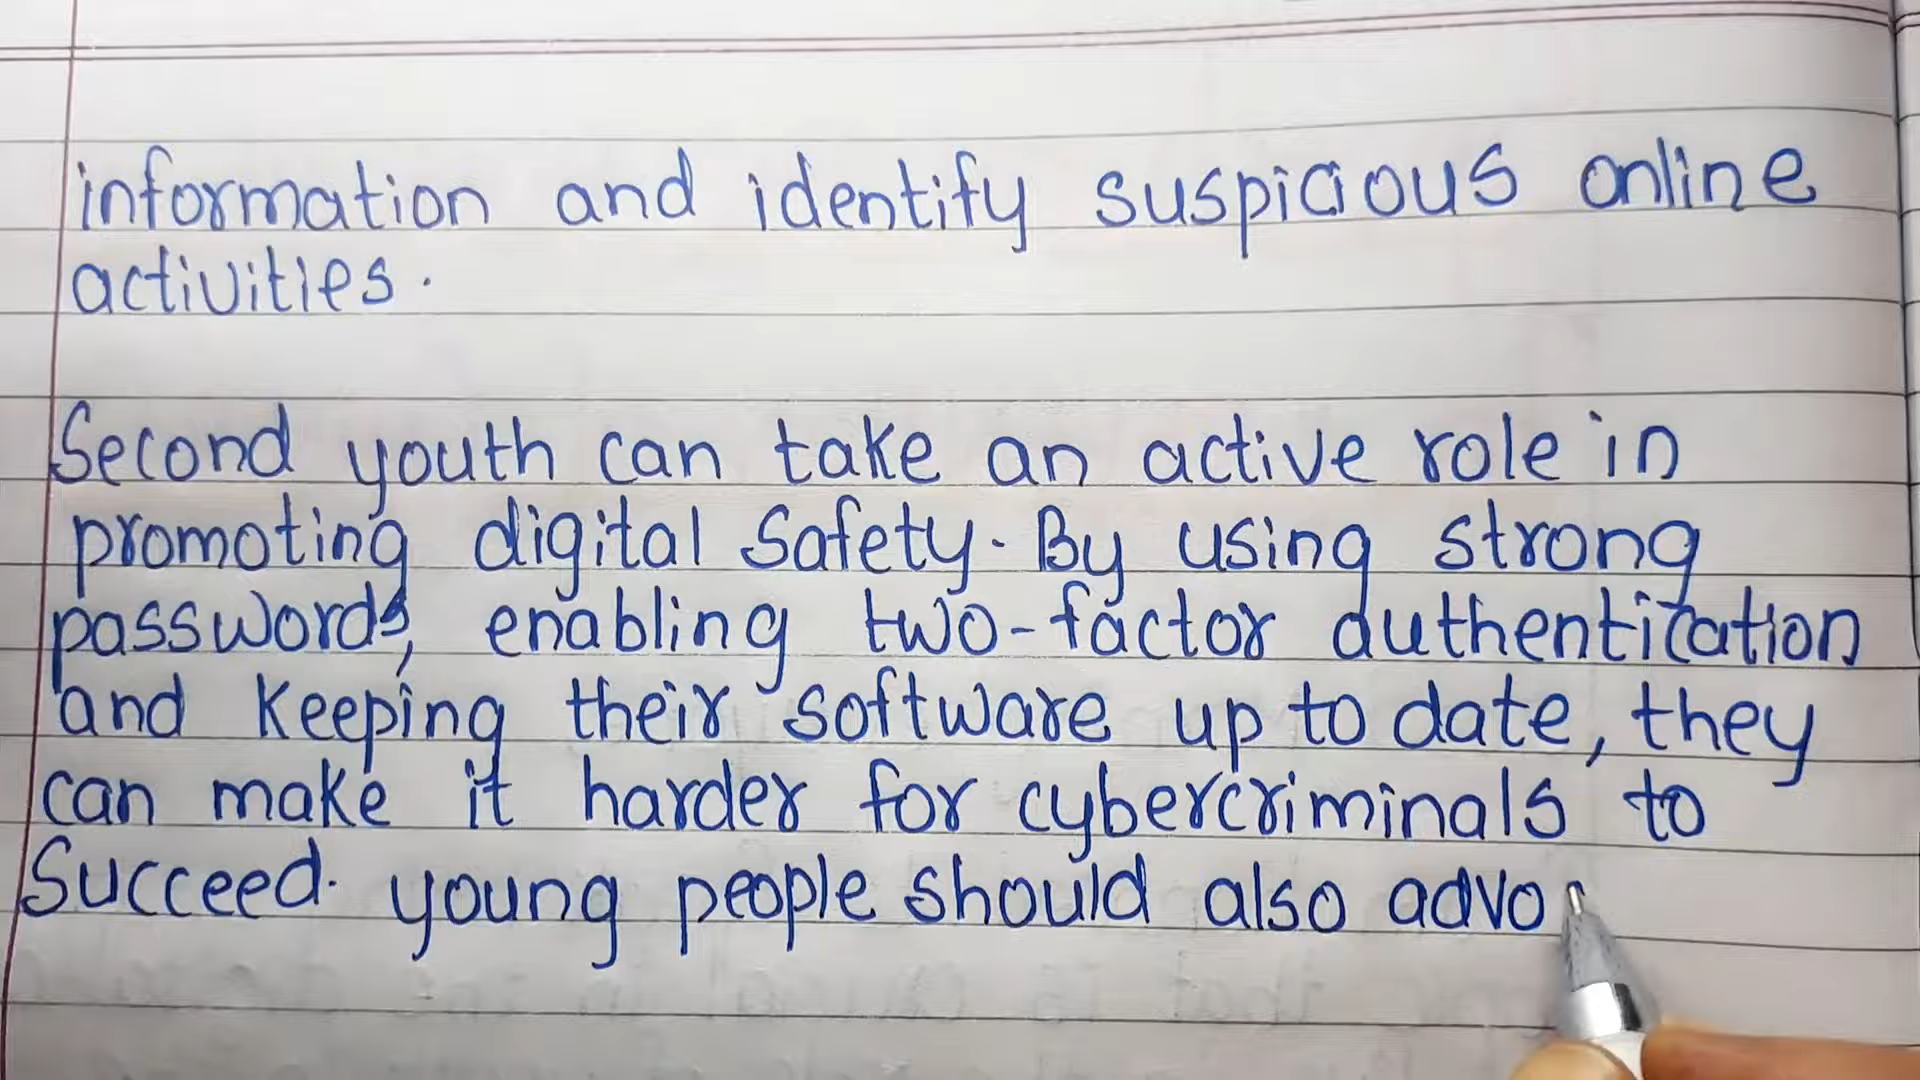 information and identify suspicious online
activities.
Second youth can take an active role in
promoting digital Safety. By using strong
passwords, enabling two-factor authentication
and keeping their software up to date, they
can make it harder for cybercriminals to
Succeed. young people should also advo